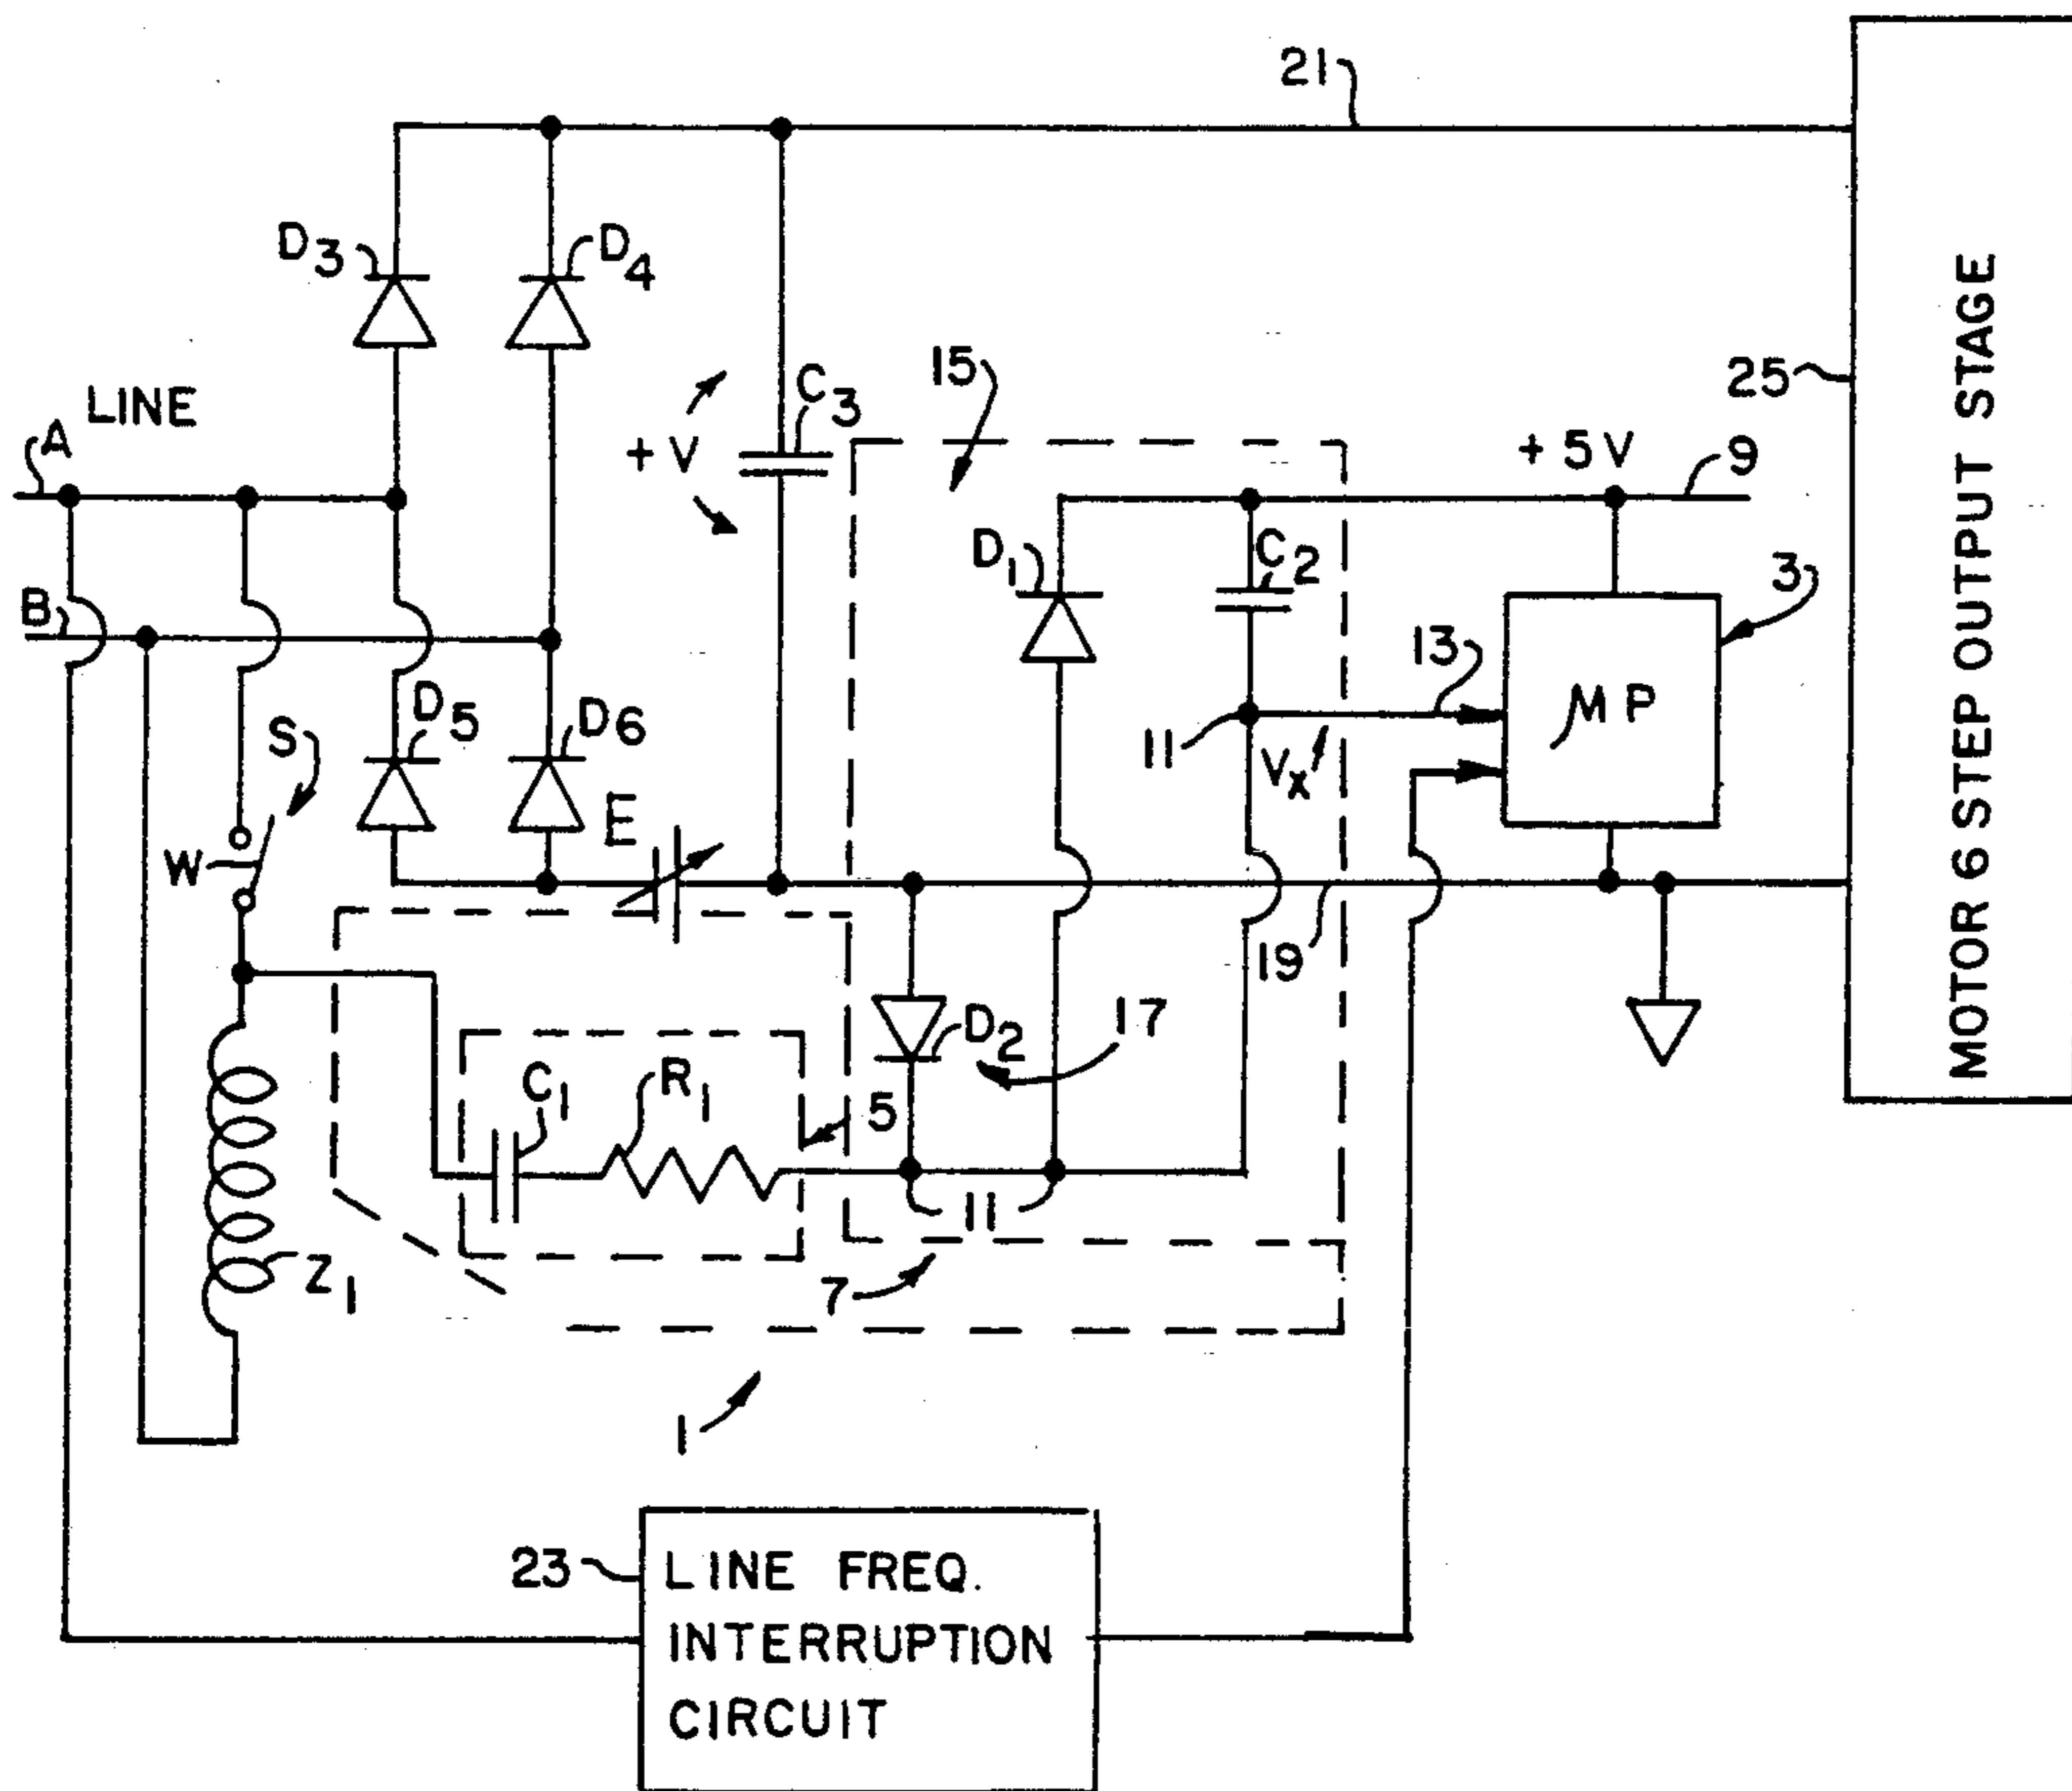 21
D3
D4
LINE
A
+V
C3
15
25
+5V
9
D1
C2
3
B
13
MP
D5
D6
S
11
Vx
E
W
19
D2
17
C1
R1
5
11
Z1
7
1
23
LINE FREQ.
INTERRUPTION
CIRCUIT
MOTOR 6 STEP OUTPUT STAGE